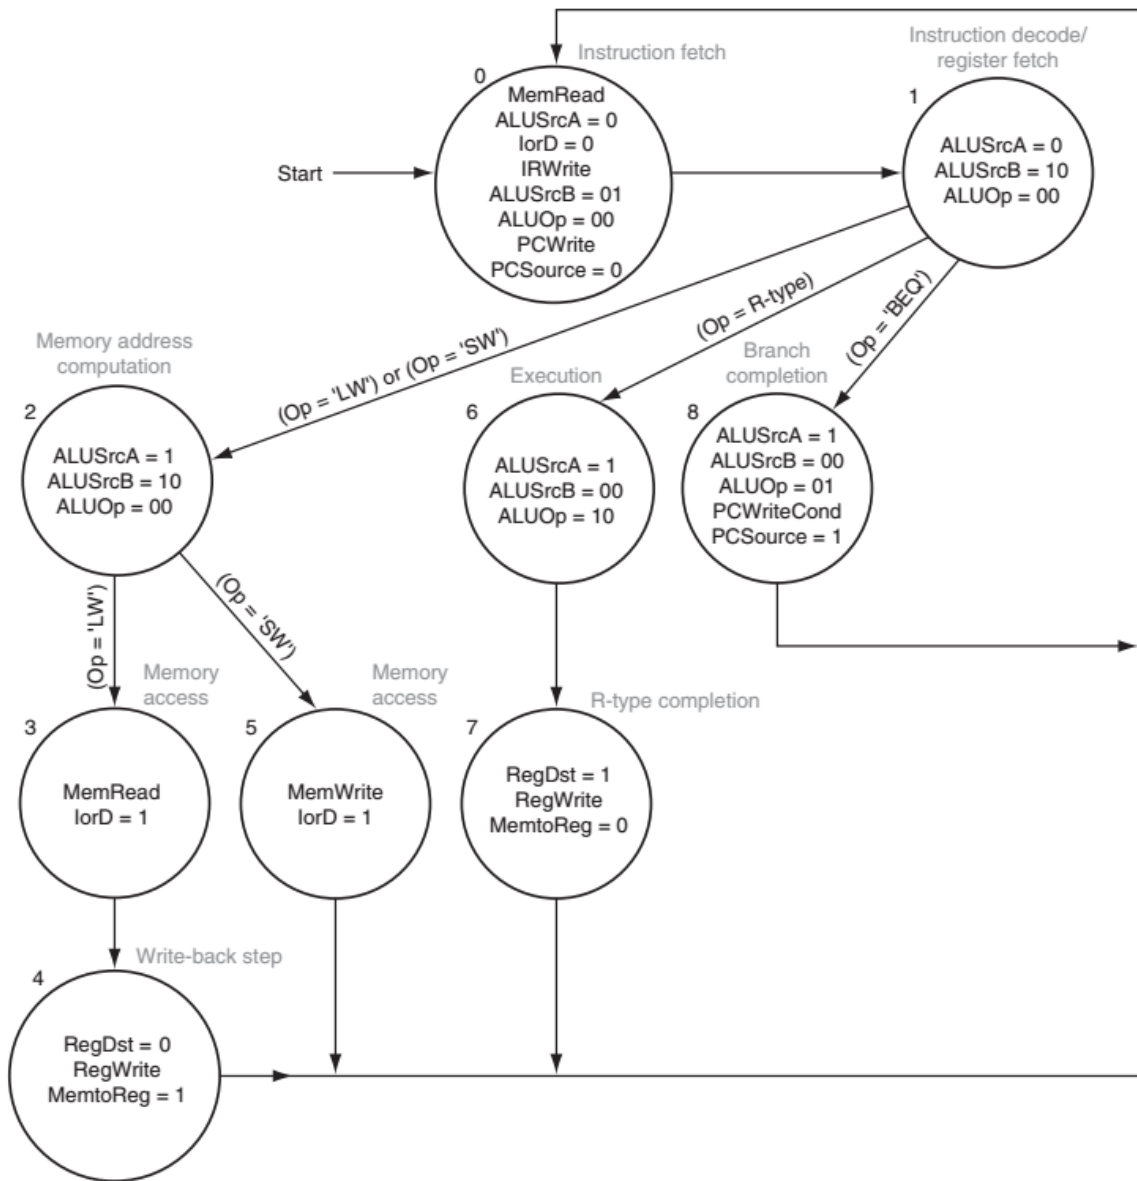 Instruction fetch
Instruction decode/
register fetch
0
MemRead
ALUSrcA = 0
IorD = 0
IRWrite
ALUSrcB = 01
ALUOp = 00
PCWrite
PCSource = 0
1
ALUSrcA = 0
ALUSrcB = 10
ALUOp = 00
Start
(Op = 'LW') or (Op = 'SW')
(Op = R-type)
(Op = 'BEQ')
Memory address
computation
2
ALUSrcA = 1
ALUSrcB = 10
ALUOp = 00
Execution
6
ALUSrcA = 1
ALUSrcB = 00
ALUOp = 10
Branch
completion
8
ALUSrcA = 1
ALUSrcB = 00
ALUOp = 01
PCWriteCond
PCSource = 1
(Op = 'LW')
(Op = 'SW')
Memory
access
3
MemRead
IorD = 1
Memory
access
5
MemWrite
IorD = 1
R-type completion
7
RegDst = 1
RegWrite
MemtoReg = 0
Write-back step
4
RegDst = 0
RegWrite
MemtoReg = 1